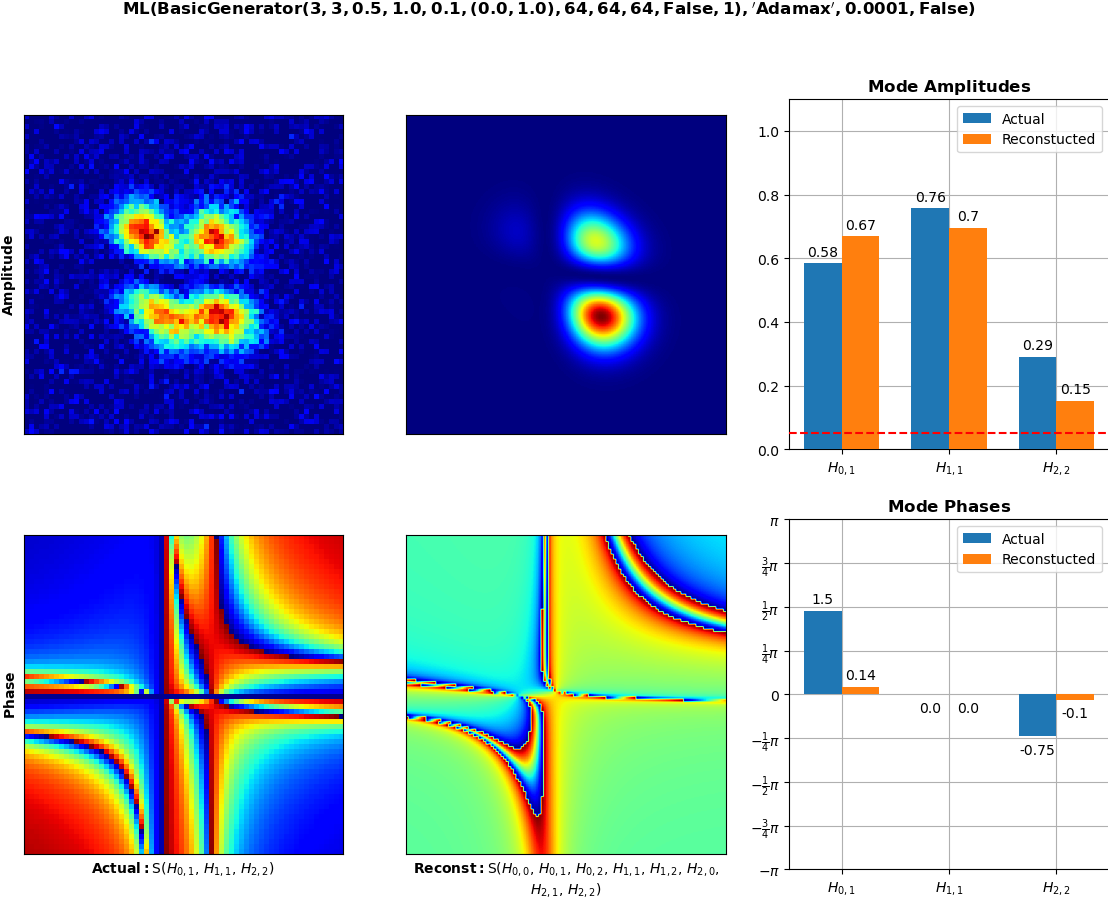 ML(BasicGenerator(3, 3, 0.5, 1.0, 0.1, (0.0, 1.0), 64, 64, 64, False, 1), 'Adamax', 0.0001, False)
Amplitude
Mode Amplitudes
Actual
Reconstucted
1.0
0.8
0.6
0.4
0.2
0.0
0.58
0.67
0.76
0.7
0.29
0.15
H₀,₁
H₁,₁
H₂,₂
Phase
Actual: S(H₀,₁, H₁,₁, H₂,₂)
Reconst: S(H₀,₀, H₀,₁, H₀,₂, H₁,₁, H₁,₂, H₂,₀,
H₂,₁, H₂,₂)
Mode Phases
Actual
Reconstucted
π
3/4π
1/2π
1/4π
0
−1/4π
−1/2π
−3/4π
−π
1.5
0.14
0.0
0.0
-0.75
-0.1
H₀,₁
H₁,₁
H₂,₂